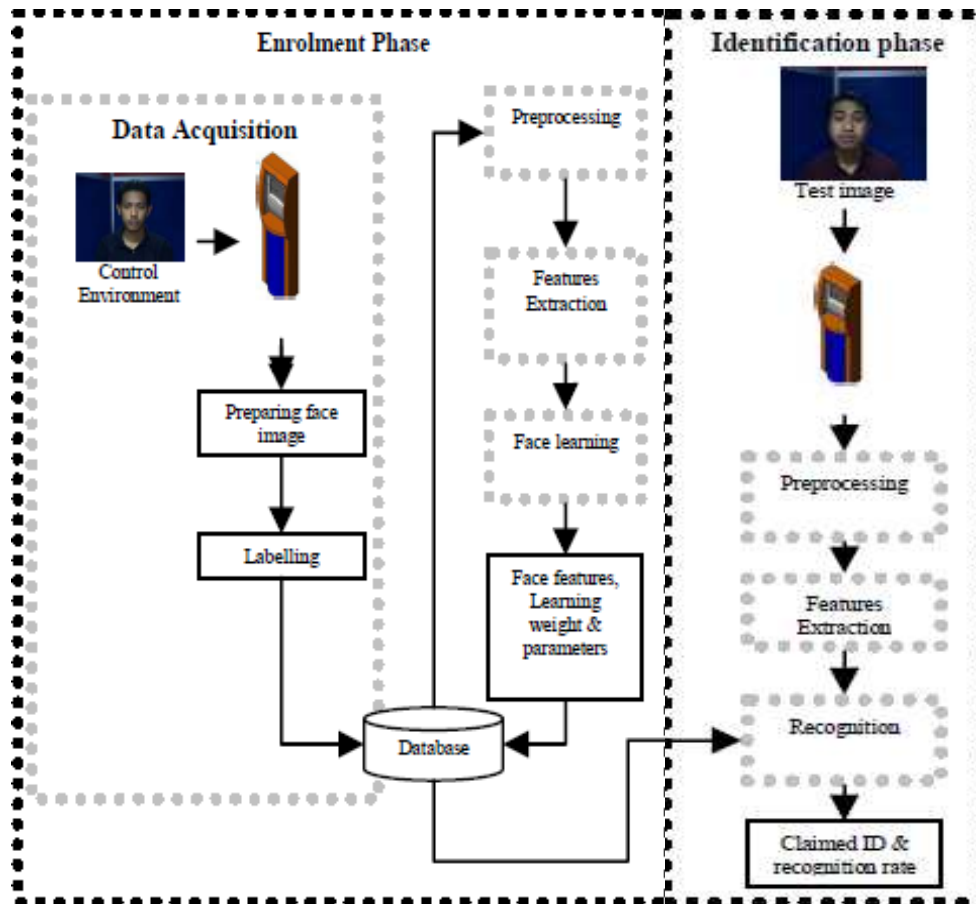 Enrolment Phase
Data Acquisition
Control
Environment
Preparing face
image
Labelling
Database
Preprocessing
Features
Extraction
Face learning
Face features,
Learning
weight &
parameters
Identification phase
Test image
Preprocessing
Features
Extraction
Recognition
Claimed ID &
recognition rate